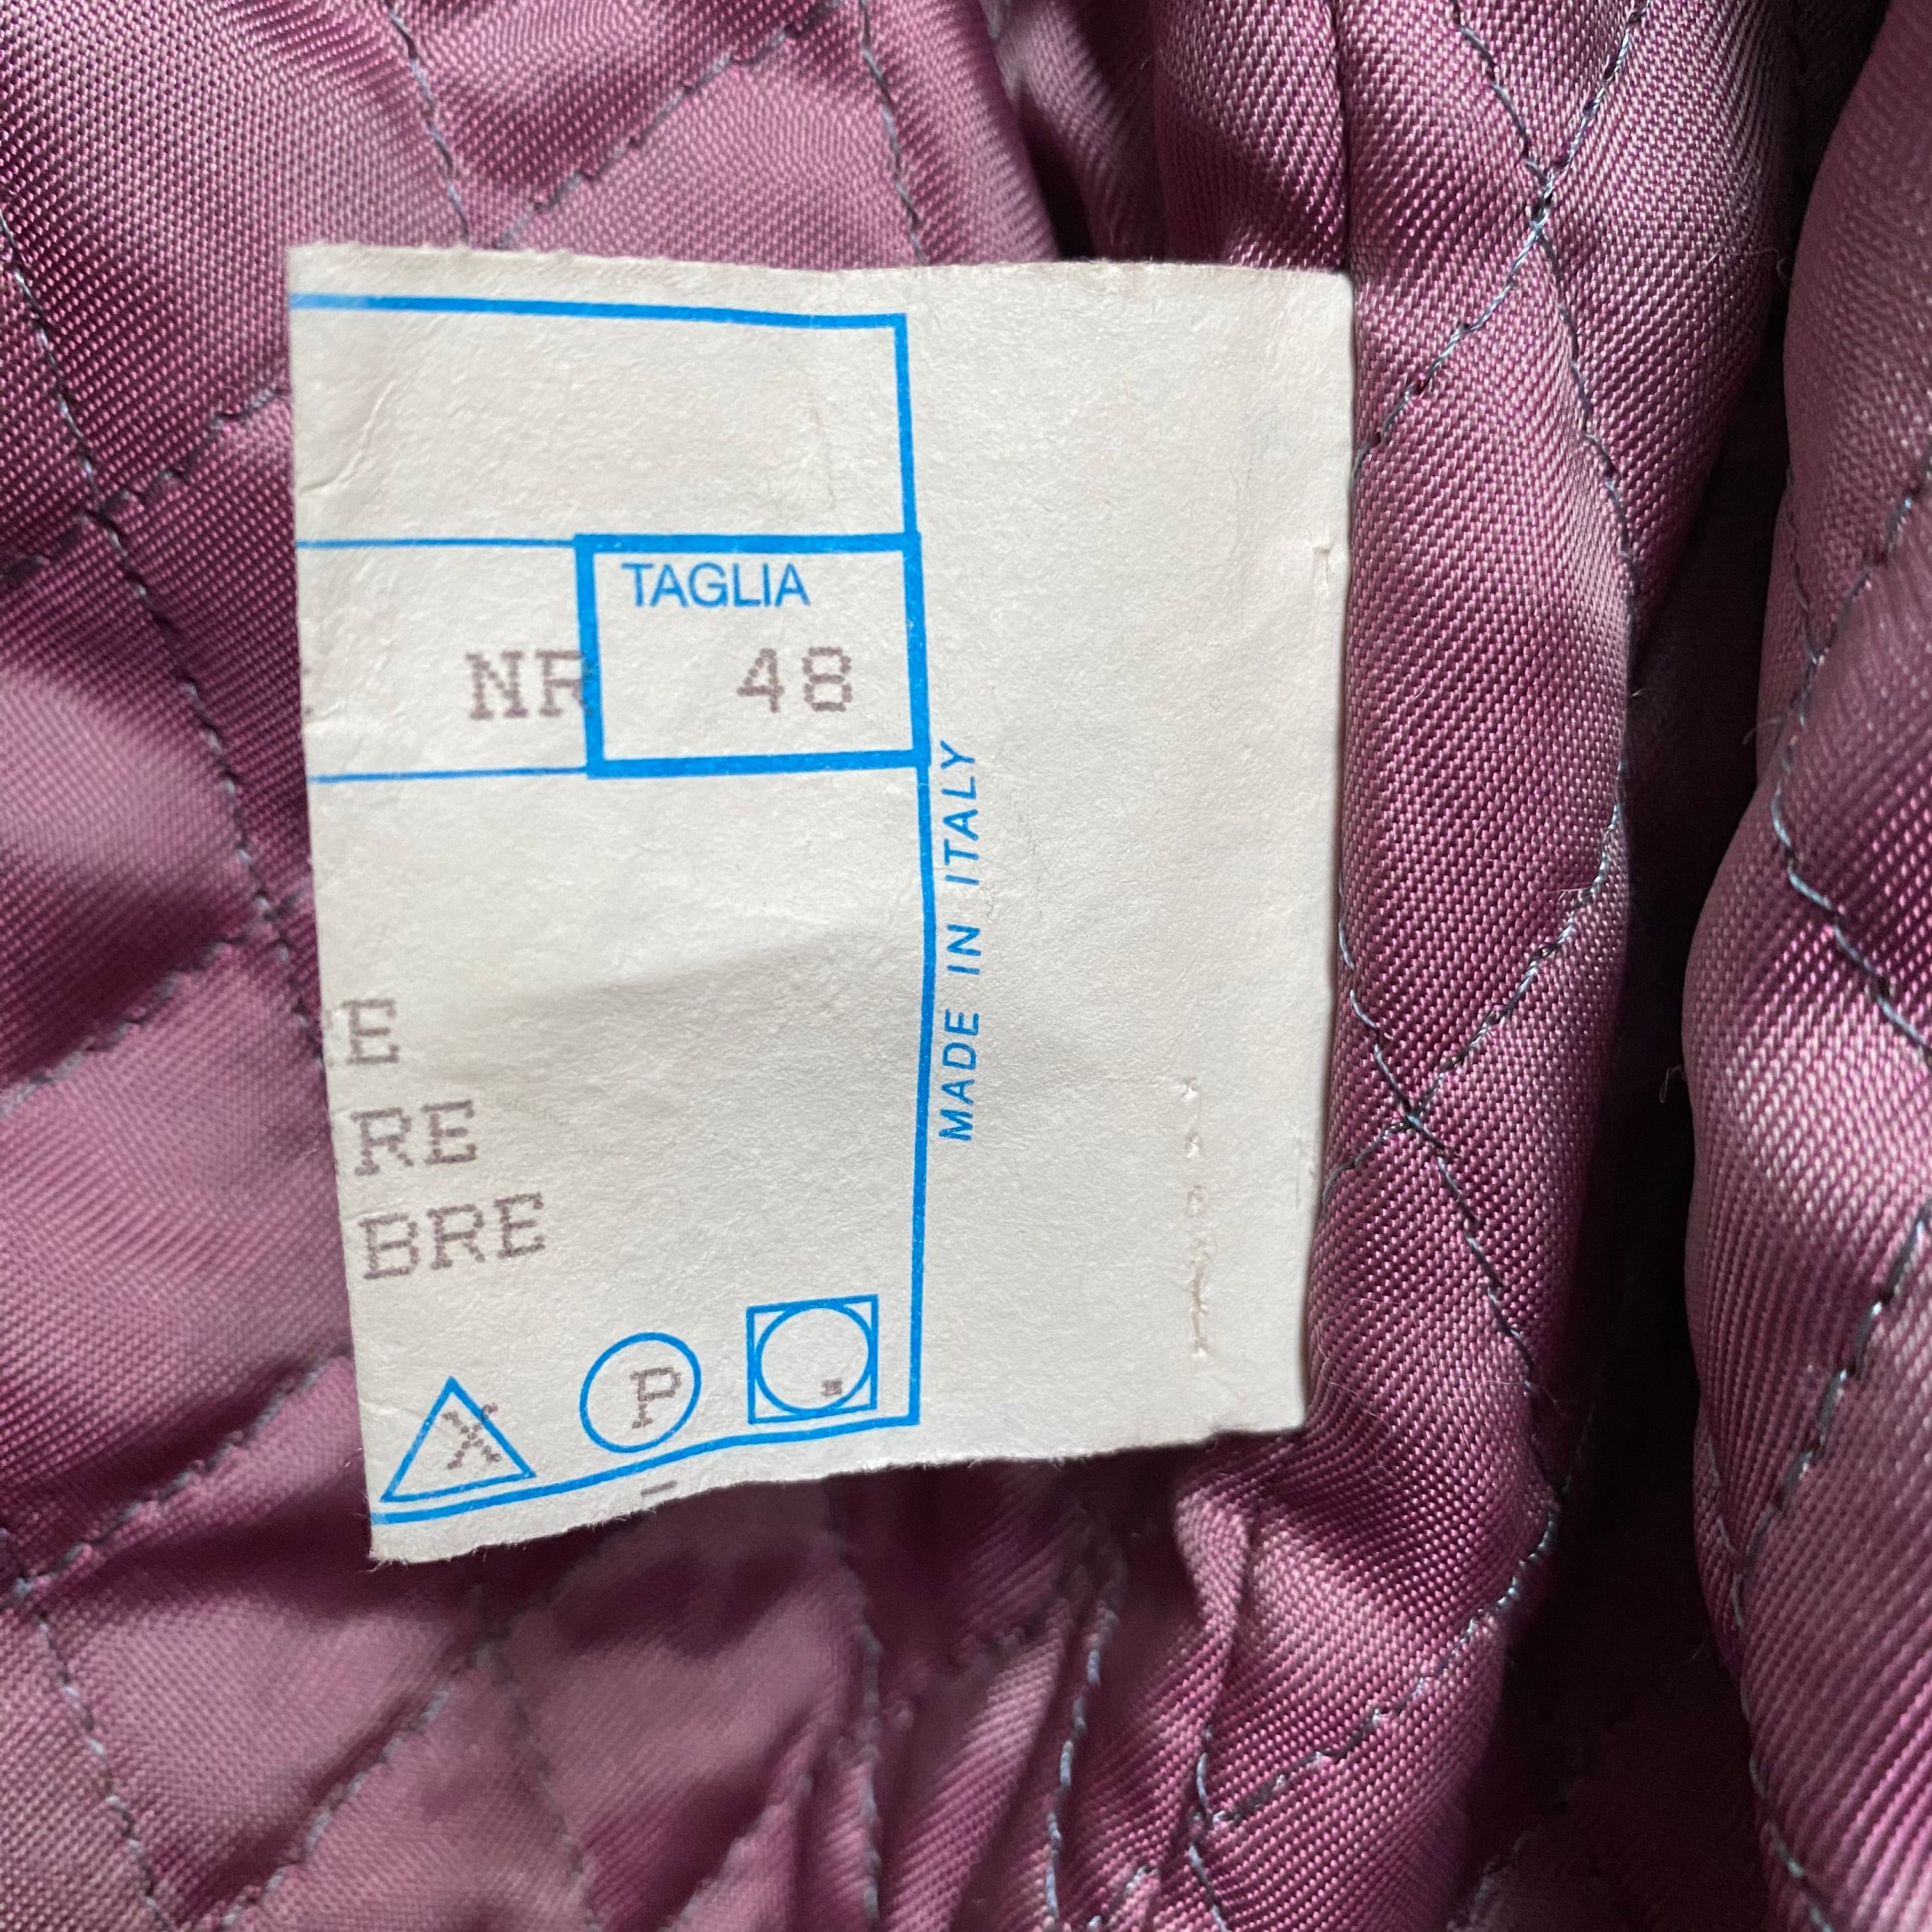 TAGLIA
NR 48
MADE IN ITALY
E
RE
BRE
X P